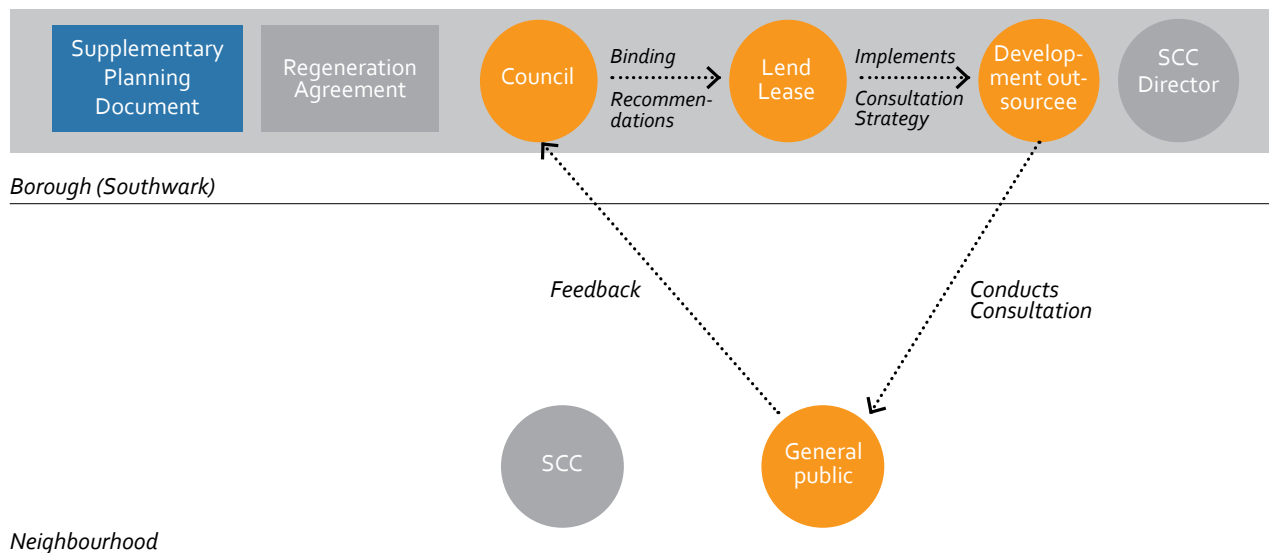 Supplementary
Planning
Document
Regeneration
Agreement
Council
Binding
Recommen-
dations
Lend
Lease
Implements
Consultation
Strategy
Develop-
ment out-
sourcee
SCC
Director
Borough (Southwark)
Feedback
Conducts
Consultation
SCC
General
public
Neighbourhood